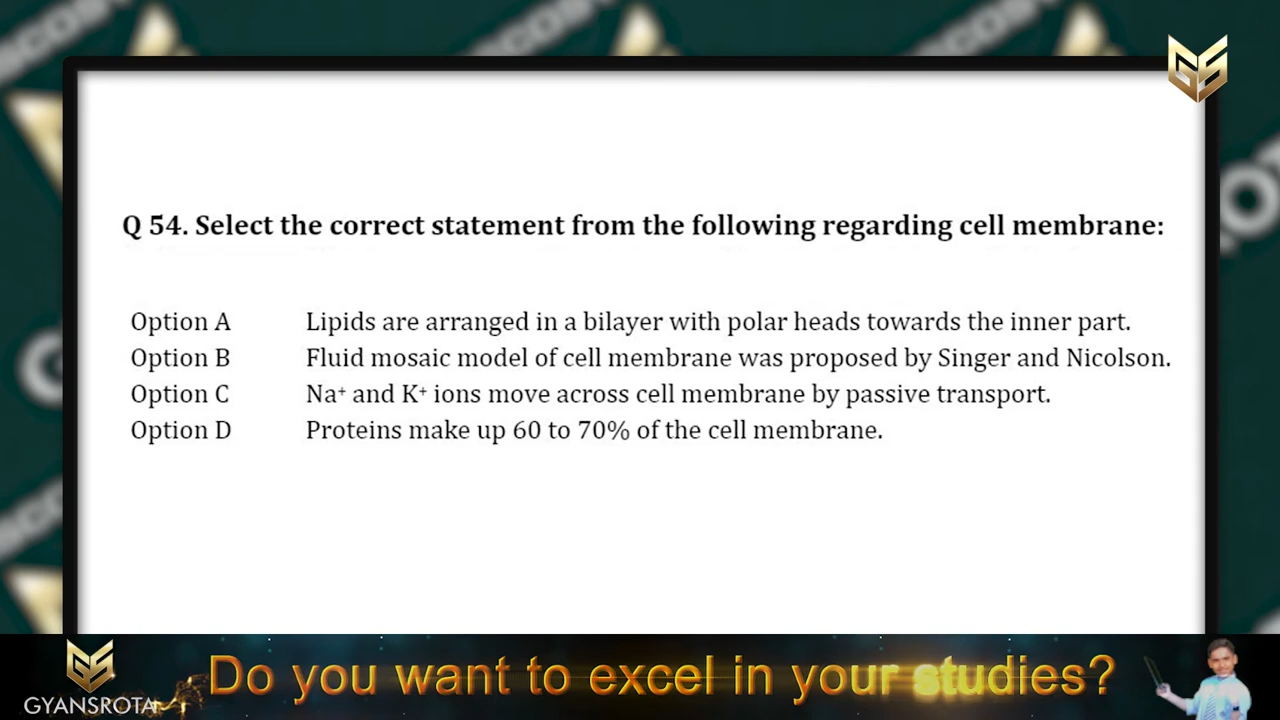 Q 54. Select the correct statement from the following regarding cell membrane:
Option A Lipids are arranged in a bilayer with polar heads towards the inner part.
Option B Fluid mosaic model of cell membrane was proposed by Singer and Nicolson.
Option C Na⁺ and K⁺ ions move across cell membrane by passive transport.
Option D Proteins make up 60 to 70% of the cell membrane.
GYANSROTA
Do you want to excel in your studies?